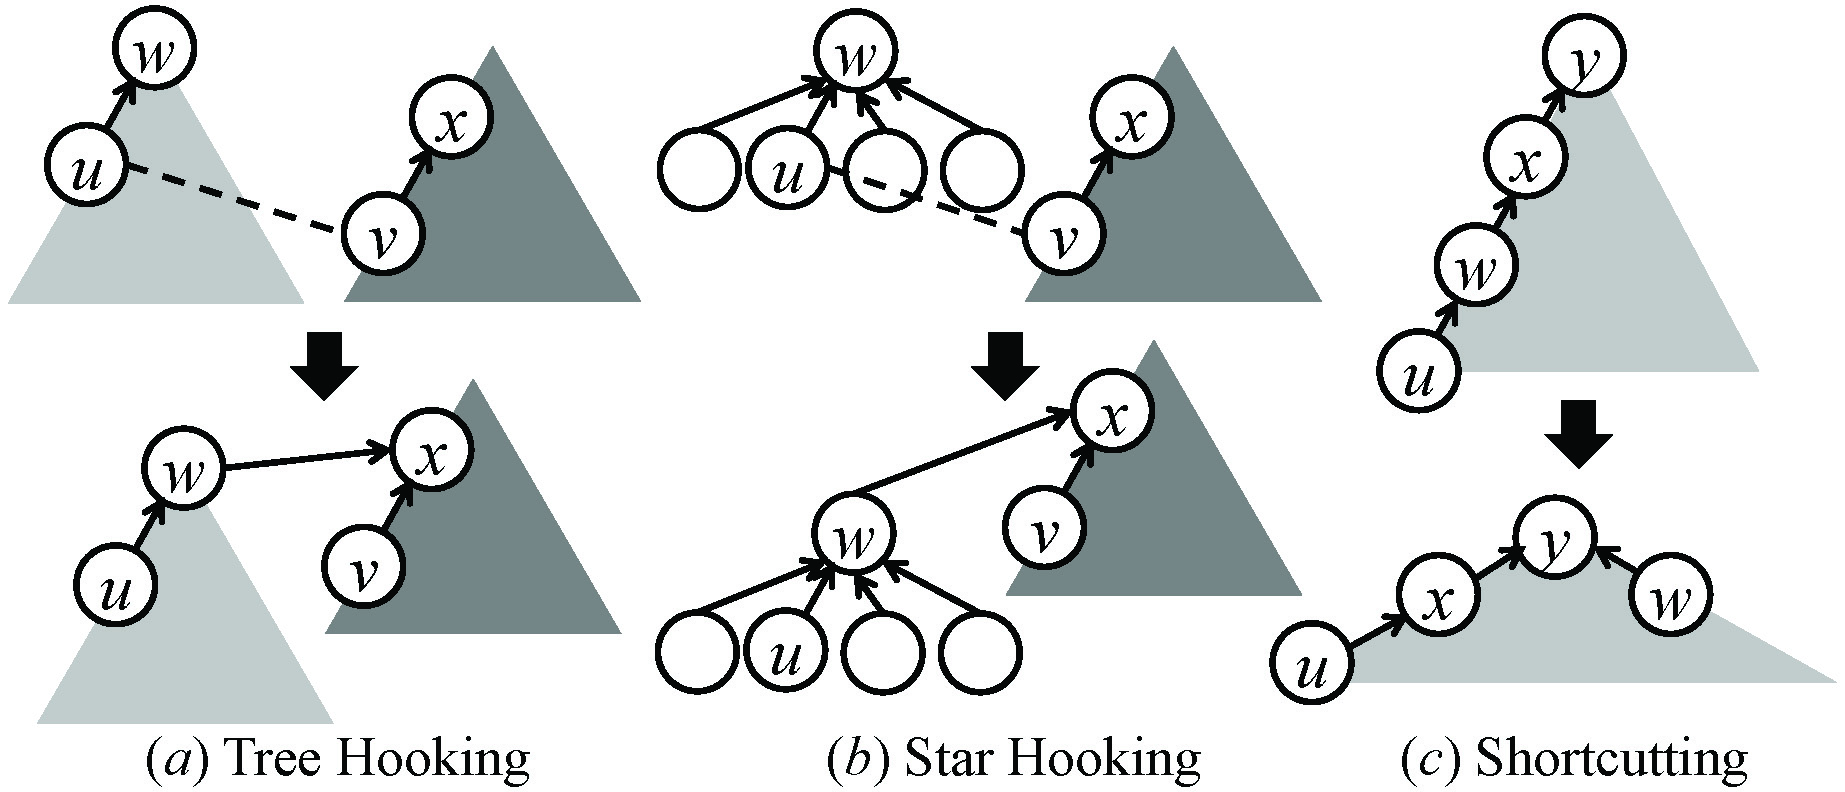 w
u
x
v
w
u
x
v
y
x
w
u
w
u
x
v
w
u
x
v
y
x
w
u
(a) Tree Hooking
(b) Star Hooking
(c) Shortcutting